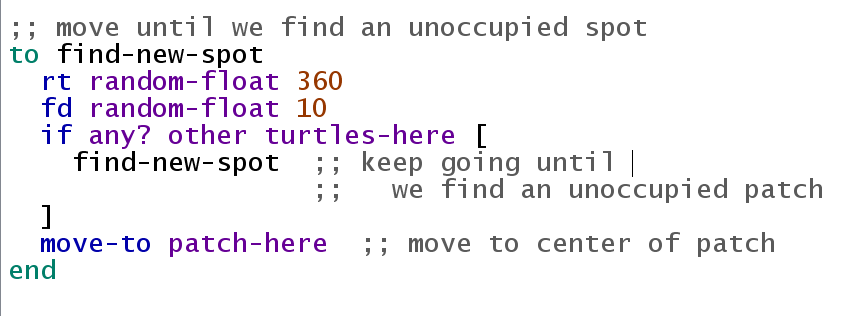 ;; move until we find an unoccupied spot
to find-new-spot
  rt random-float 360
  fd random-float 10
  if any? other turtles-here [
    find-new-spot  ;; keep going until
                   ;;   we find an unoccupied patch
  ]
  move-to patch-here  ;; move to center of patch
end